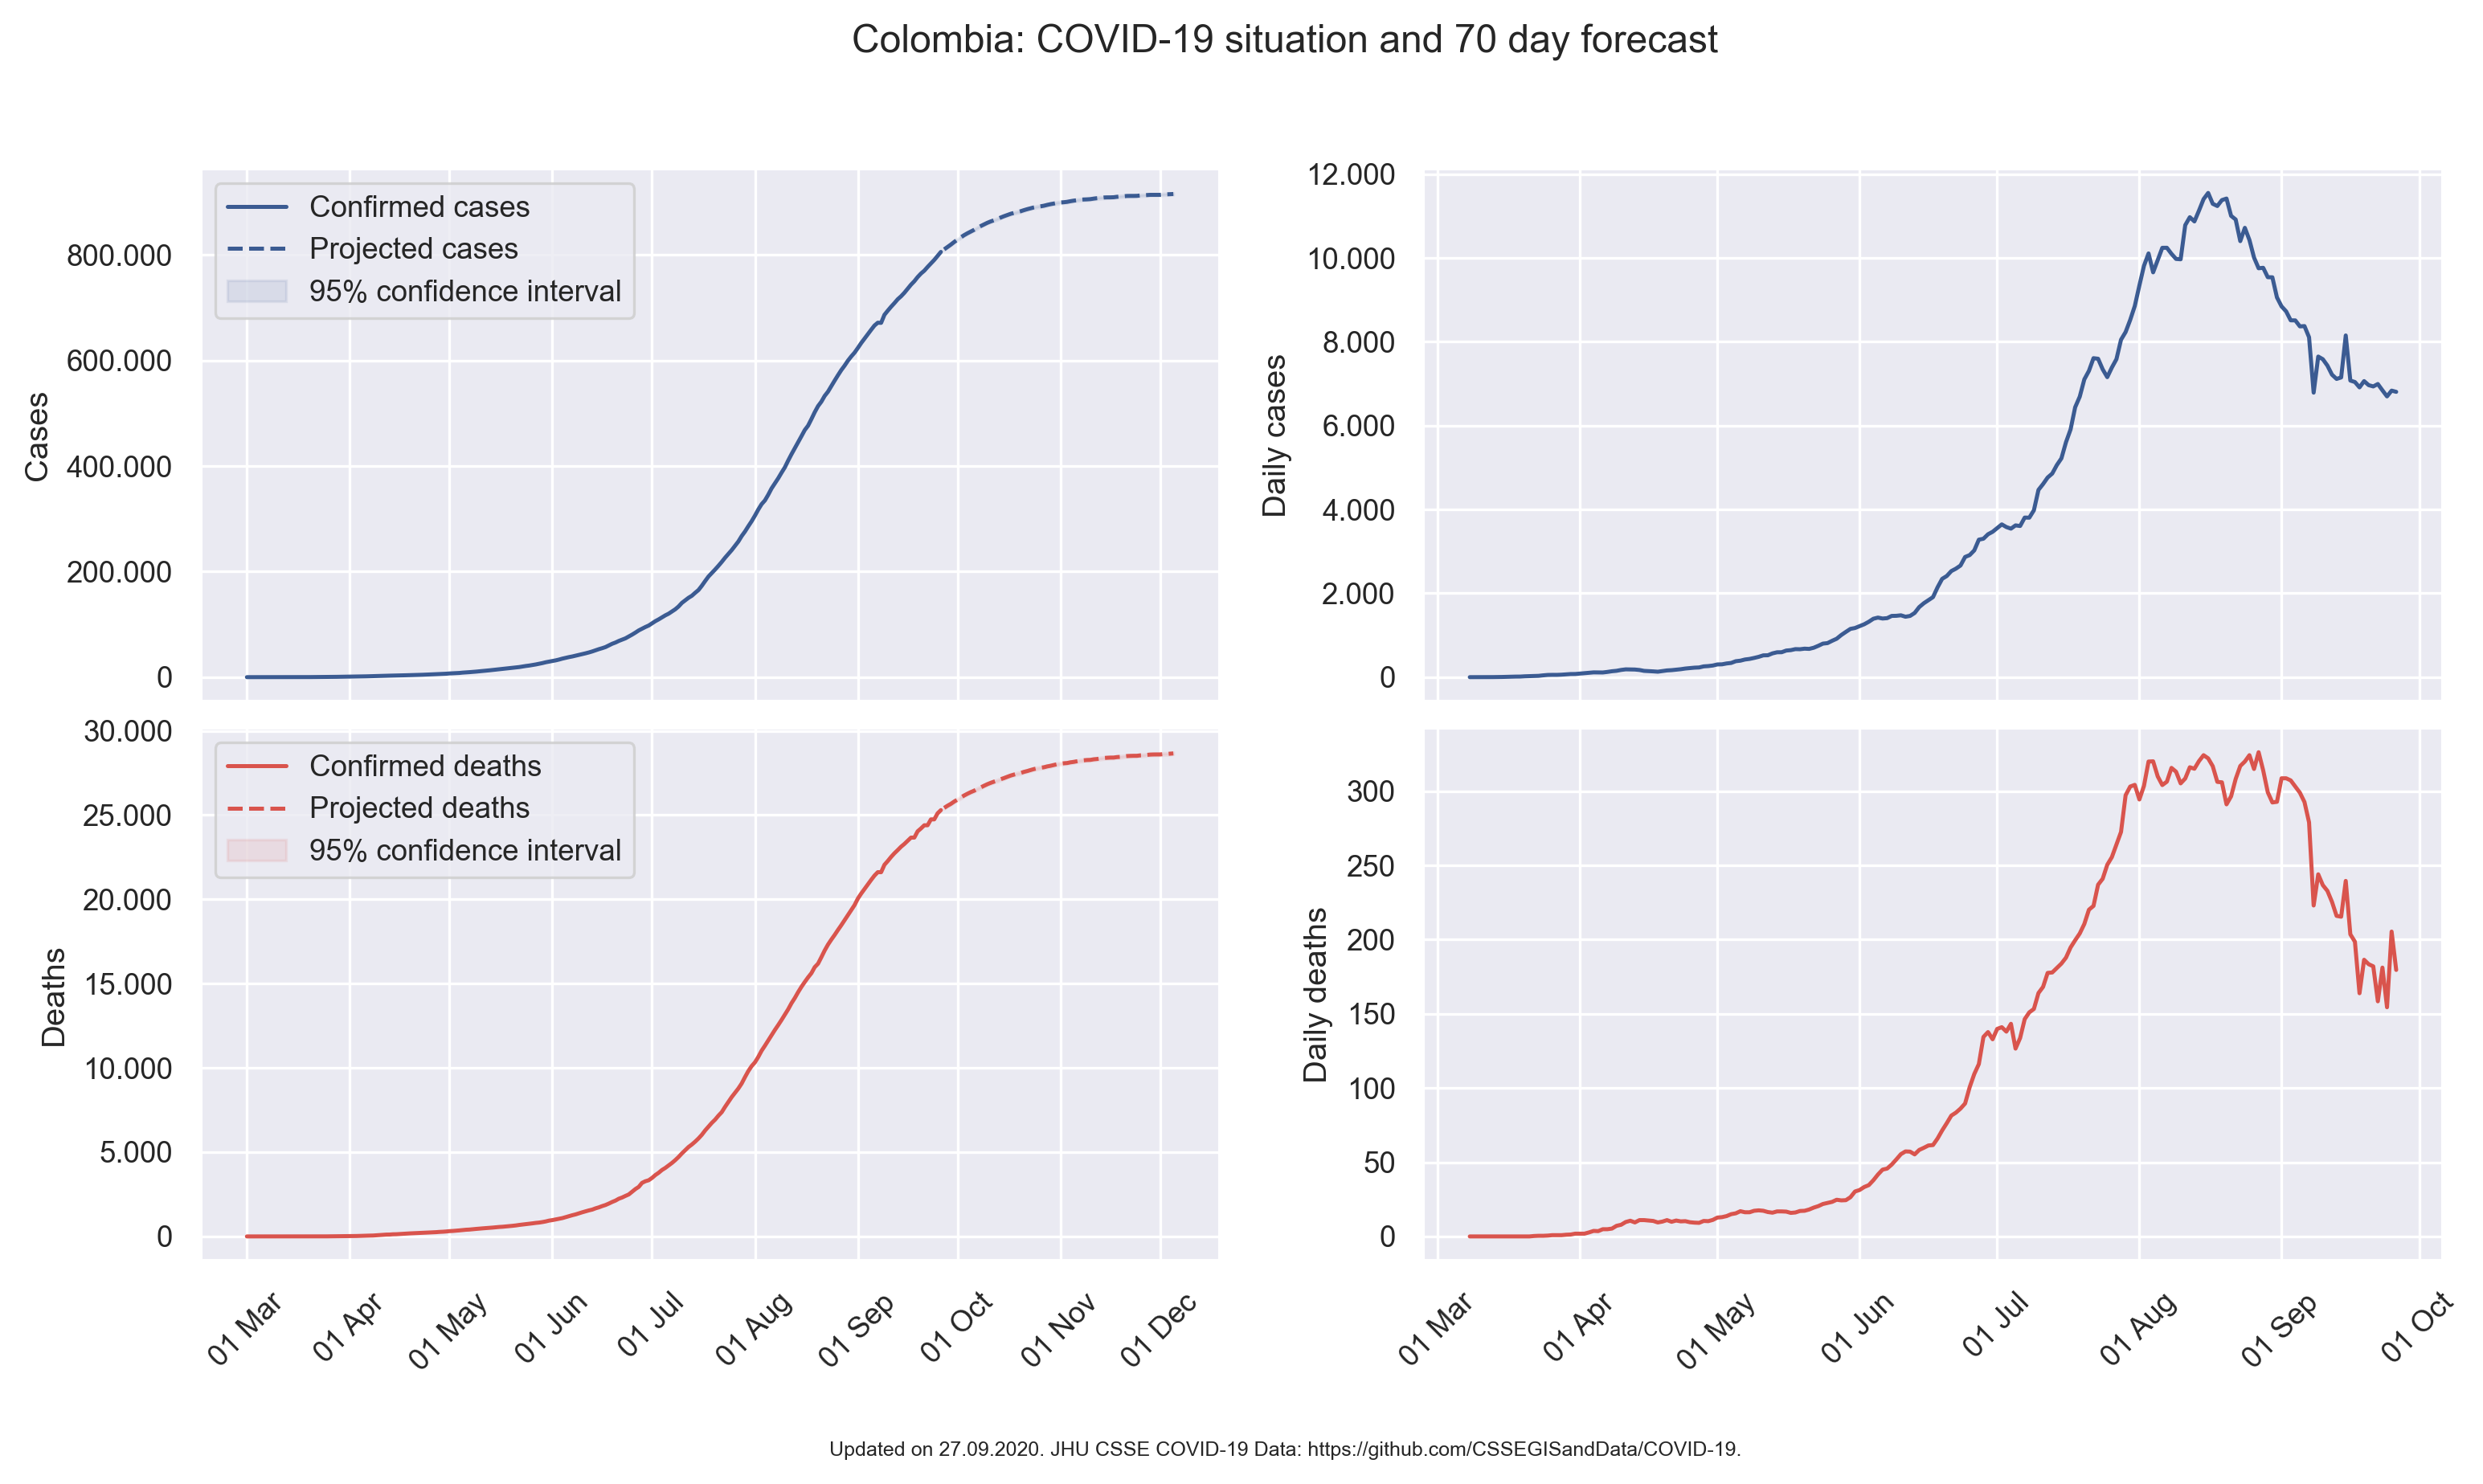 Colombia: COVID-19 situation and 70 day forecast
Confirmed cases
Projected cases
95% confidence interval
Cases
800.000
600.000
400.000
200.000
0
Daily cases
12.000
10.000
8.000
6.000
4.000
2.000
0
Confirmed deaths
Projected deaths
95% confidence interval
Deaths
30.000
25.000
20.000
15.000
10.000
5.000
0
01 Mar
01 Apr
01 May
01 Jun
01 Jul
01 Aug
01 Sep
01 Oct
01 Nov
01 Dec
Daily deaths
300
250
200
150
100
50
0
01 Mar
01 Apr
01 May
01 Jun
01 Jul
01 Aug
01 Sep
01 Oct
Updated on 27.09.2020. JHU CSSE COVID-19 Data: https://github.com/CSSEGISandData/COVID-19.